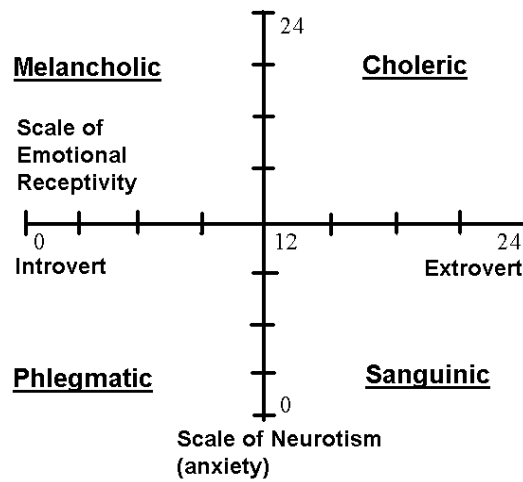 24
Melancholic
Choleric
Scale of
Emotional
Receptivity
0
12
24
Introvert
Extrovert
Phlegmatic
Sanguinic
0
Scale of Neurotism
(anxiety)